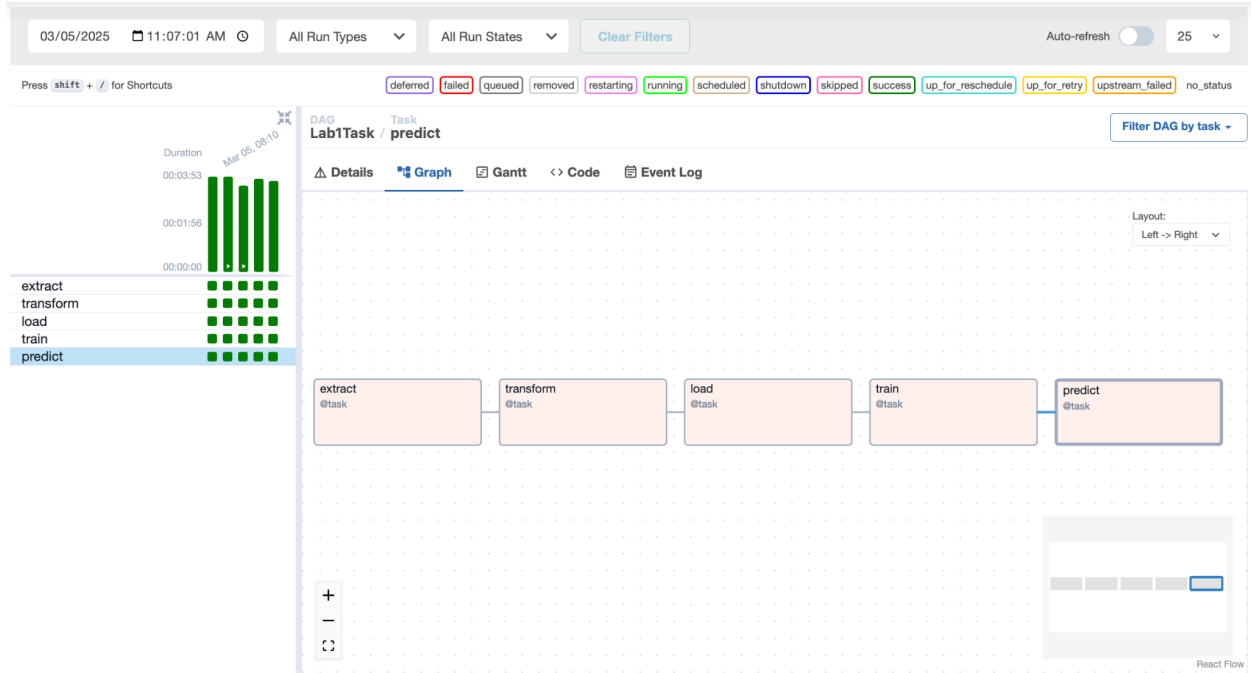 03/05/2025 11:07:01 AM All Run Types All Run States Clear Filters Auto-refresh 25
Press shift + / for Shortcuts deferred failed queued removed restarting running scheduled shutdown skipped success up_for_reschedule up_for_retry upstream_failed no_status
DAG Task
Lab1Task / predict
Filter DAG by task
Details Graph Gantt Code Event Log
Duration
Mar 05, 08:10
00:03:53
00:01:56
00:00:00
extract
transform
load
train
predict
Layout:
Left -> Right
extract
@task
transform
@task
load
@task
train
@task
predict
@task
React Flow